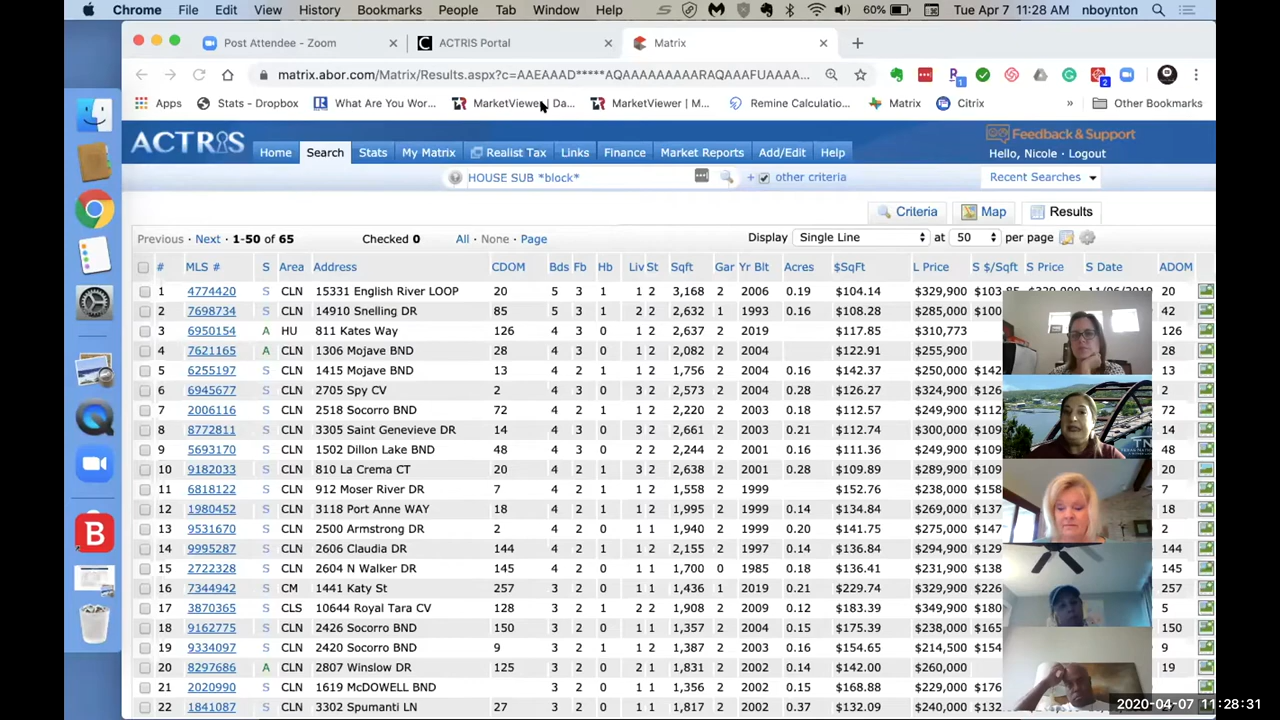 Chrome File Edit View History Bookmarks People Tab Window Help 60% Tue Apr 7 11:28 AM nboynton
Post Attendee - Zoom ACTRIS Portal Matrix
matrix.abor.com/Matrix/Results.aspx?c=AAEAAAD*****AQAAAAAAAAARAQAAAFUAAAA...
Apps Stats - Dropbox What Are You Wor... MarketViewer | Da... MarketViewer | M... Remine Calculatio... Matrix Citrix » Other Bookmarks
ACTRIS Feedback & Support
Home Search Stats My Matrix Realist Tax Links Finance Market Reports Add/Edit Help Hello, Nicole · Logout
HOUSE SUB *block* + other criteria Recent Searches
Criteria Map Results
Previous · Next · 1-50 of 65 Checked 0 All · None · Page Display Single Line at 50 per page
# MLS # S Area Address CDOM Bds Fb Hb Liv St Sqft Gar Yr Blt Acres $SqFt L Price S $/Sqft S Price S Date ADOM
1 4774420 S CLN 15331 English River LOOP 20 5 3 1 1 2 3,168 2 2006 0.19 $104.14 $329,900 20
2 7698734 S CLN 14910 Snelling DR 85 5 3 1 2 2 2,632 1 1993 0.16 $108.28 $285,000 $100 42
3 6950154 A HU 811 Kates Way 126 4 3 1 1 2 2,637 2 2019 $117.85 $310,773 126
4 7621165 A CLN 1306 Mojave BND 28 4 3 0 1 2 2,082 2 2004 $122.91 $255,900 28
5 6255197 S CLN 1415 Mojave BND 13 4 2 1 1 2 1,756 2 2004 0.16 $142.37 $250,000 $142 13
6 6945677 S CLN 2705 Spy CV 2 4 3 0 3 2 2,573 2 2004 0.28 $126.27 $324,900 $126 2
7 2006116 S CLN 2518 Socorro BND 72 4 2 1 1 2 2,220 2 2003 0.18 $112.57 $249,900 $112 72
8 8772811 S CLN 3305 Saint Genevieve DR 14 4 3 0 2 2 2,661 2 2003 0.21 $112.74 $300,000 $109 14
9 5693170 S CLN 1502 Dillon Lake BND 48 4 3 0 2 2 2,244 2 2001 0.16 $111.36 $249,900 $109 48
10 9182033 S CLN 810 La Crema CT 20 4 2 1 3 2 2,638 2 2001 0.28 $109.89 $289,900 $109 20
11 6818122 S CLN 912 Moser River DR 7 4 2 0 1 1 1,558 2 1999 $152.76 $238,000 $158 7
12 1980452 S CLN 3118 Port Anne WAY 18 4 2 0 1 1 1,995 2 1999 0.14 $134.84 $269,000 $137 18
13 9531670 S CLN 2500 Armstrong DR 2 4 2 0 1 1 1,940 2 1999 0.20 $141.75 $275,000 $147 2
14 9995287 S CLN 2606 Claudia DR 144 4 2 0 1 1 2,155 2 1997 0.14 $136.84 $294,900 $129 144
15 2722328 S CLN 2604 N Walker DR 145 4 2 0 1 1 1,700 0 1985 0.18 $136.41 $231,900 $138 145
16 7344942 S CM 1441 Katy St 259 3 2 0 1 1 1,436 1 2019 0.21 $229.74 $329,900 $226 257
17 3870365 S CLS 10644 Royal Tara CV 128 3 2 1 2 2 1,908 2 2009 0.12 $183.39 $349,900 $180 5
18 9162775 S CLN 2426 Socorro BND 150 3 2 0 1 1 1,357 2 2004 0.15 $175.39 $238,000 $165 150
19 9334097 S CLN 2420 Socorro BND 9 3 2 0 1 1 1,387 2 2003 0.16 $154.65 $214,500 $154 9
20 8297686 A CLN 2807 Winslow DR 125 3 2 0 2 1 1,831 2 2002 0.14 $142.00 $260,000 19
21 2020990 S CLN 1619 McDOWELL BND 4 3 2 0 1 1 1,356 2 2002 0.15 $168.88 $229,000 $176
22 1841087 S CLN 3302 Spumanti LN 27 3 2 0 1 1 1,817 2 2002 0.37 $132.09 $240,000 $132
2020-04-07 11:28:31